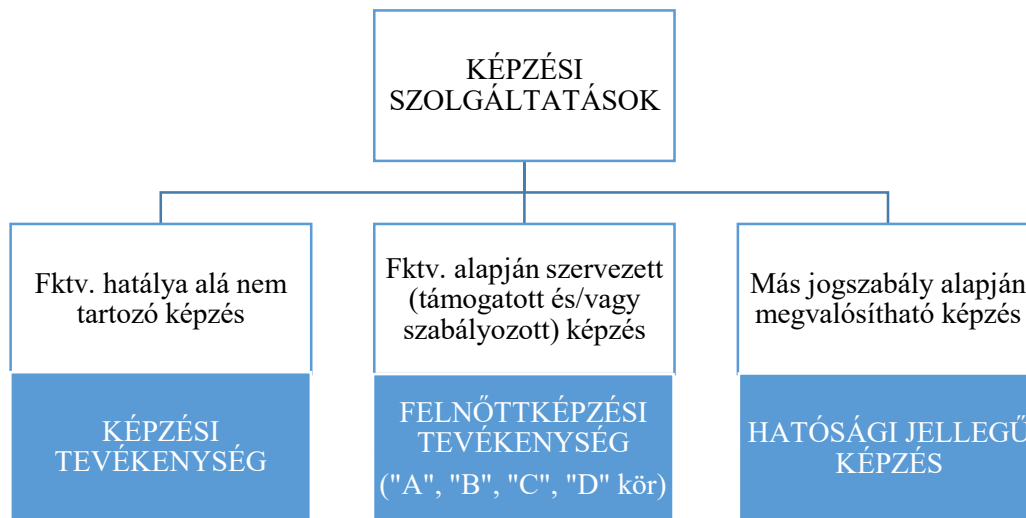 KÉPZÉSI
SZOLGÁLTATÁSOK
Fktv. hatálya alá nem
tartozó képzés
KÉPZÉSI
TEVÉKENYSÉG
Fktv. alapján szervezett
(támogatott és/vagy
szabályozott) képzés
FELNŐTTKÉPZÉSI
TEVÉKENYSÉG
("A", "B", "C", "D" kör)
Más jogszabály alapján
megvalósítható képzés
HATÓSÁGI JELLEGŰ
KÉPZÉS